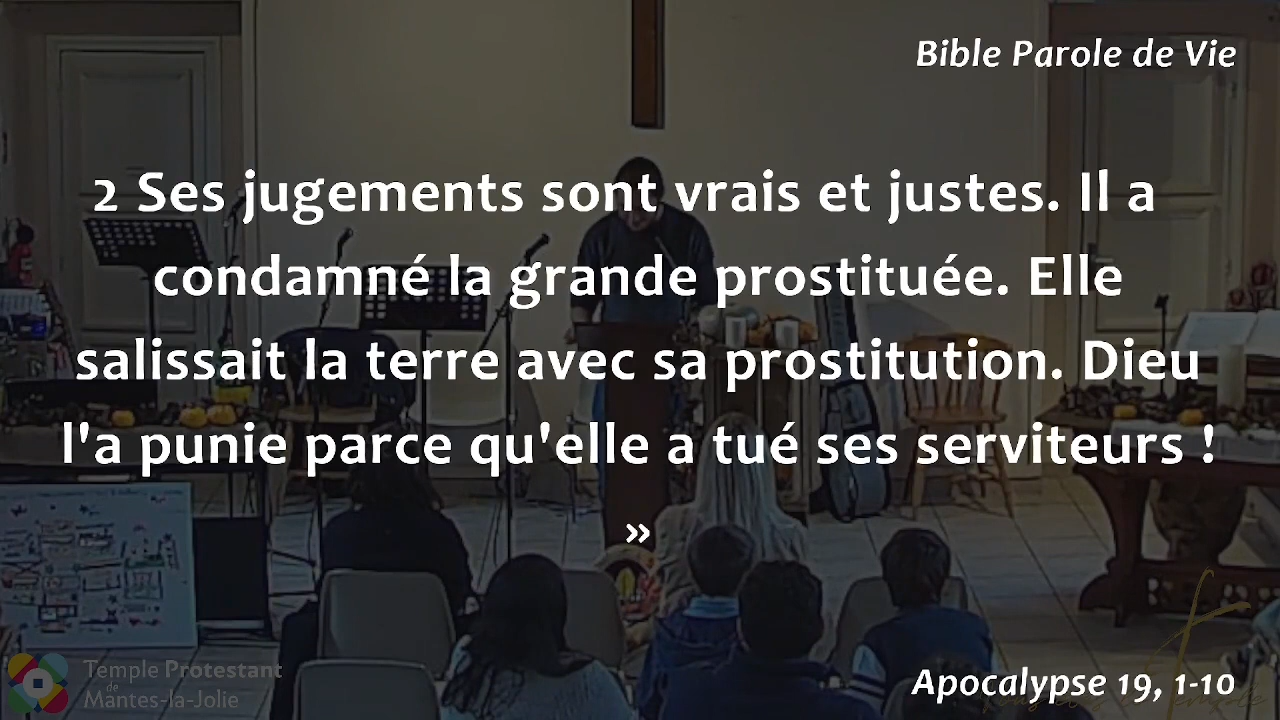 Bible Parole de Vie
2 Ses jugements sont vrais et justes. Il a
condamné la grande prostituée. Elle
salissait la terre avec sa prostitution. Dieu
l'a punie parce qu'elle a tué ses serviteurs !
»
Temple Protestant
de
Mantes-la-Jolie
Apocalypse 19, 1-10